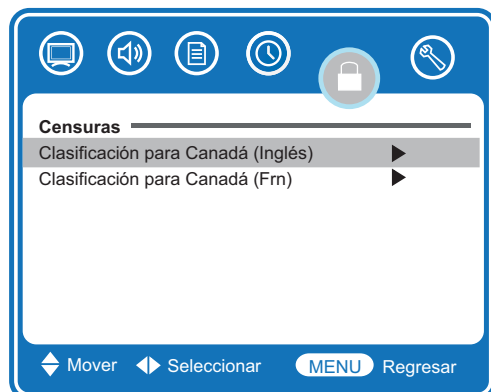 Censuras
Clasificación para Canadá (Inglés)
Clasificación para Canadá (Frn)
Mover Seleccionar MENU Regresar